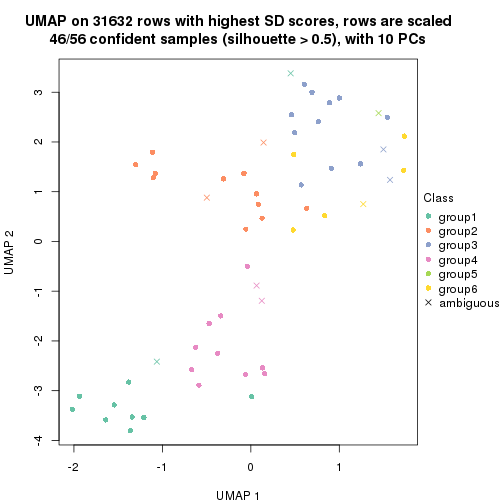 UMAP on 31632 rows with highest SD scores, rows are scaled
46/56 confident samples (silhouette > 0.5), with 10 PCs
3
2
1
0
-1
-2
-3
-4
UMAP 2
-2
-1
0
1
UMAP 1
Class
group1
group2
group3
group4
group5
group6
ambiguous